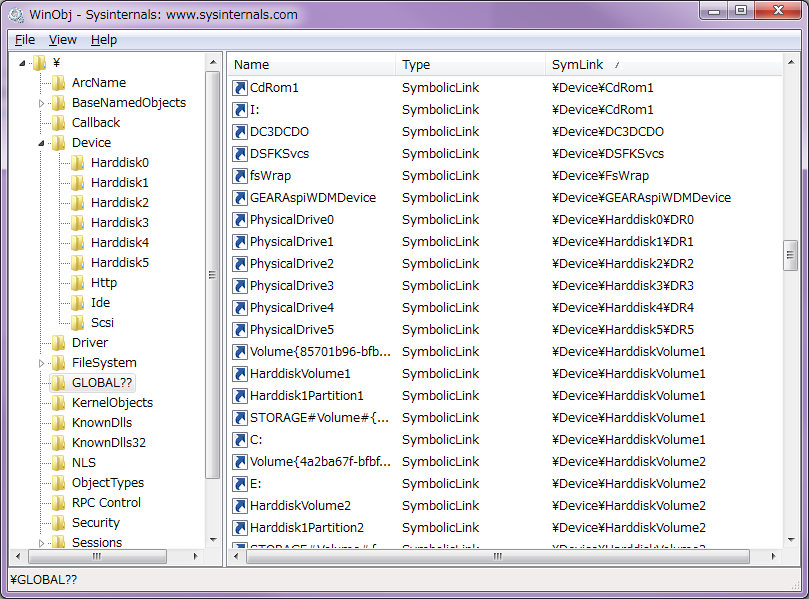 WinObj - Sysinternals: www.sysinternals.com
File View Help
¥
ArcName
BaseNamedObjects
Callback
Device
Harddisk0
Harddisk1
Harddisk2
Harddisk3
Harddisk4
Harddisk5
Http
Ide
Scsi
Driver
FileSystem
GLOBAL??
KernelObjects
KnownDlls
KnownDlls32
NLS
ObjectTypes
RPC Control
Security
Sessions
Name Type SymLink
CdRom1 SymbolicLink ¥Device¥CdRom1
I: SymbolicLink ¥Device¥CdRom1
DC3DCDO SymbolicLink ¥Device¥DC3DCDO
DSFKSvcs SymbolicLink ¥Device¥DSFKSvcs
fsWrap SymbolicLink ¥Device¥FsWrap
GEARAspiWDMDevice SymbolicLink ¥Device¥GEARAspiWDMDevice
PhysicalDrive0 SymbolicLink ¥Device¥Harddisk0¥DR0
PhysicalDrive1 SymbolicLink ¥Device¥Harddisk1¥DR1
PhysicalDrive2 SymbolicLink ¥Device¥Harddisk2¥DR2
PhysicalDrive3 SymbolicLink ¥Device¥Harddisk3¥DR3
PhysicalDrive4 SymbolicLink ¥Device¥Harddisk4¥DR4
PhysicalDrive5 SymbolicLink ¥Device¥Harddisk5¥DR5
Volume{85701b96-bfb... SymbolicLink ¥Device¥HarddiskVolume1
HarddiskVolume1 SymbolicLink ¥Device¥HarddiskVolume1
Harddisk1Partition1 SymbolicLink ¥Device¥HarddiskVolume1
STORAGE#Volume#{... SymbolicLink ¥Device¥HarddiskVolume1
C: SymbolicLink ¥Device¥HarddiskVolume1
Volume{4a2ba67f-bfbf... SymbolicLink ¥Device¥HarddiskVolume2
E: SymbolicLink ¥Device¥HarddiskVolume2
HarddiskVolume2 SymbolicLink ¥Device¥HarddiskVolume2
Harddisk1Partition2 SymbolicLink ¥Device¥HarddiskVolume2
¥GLOBAL??